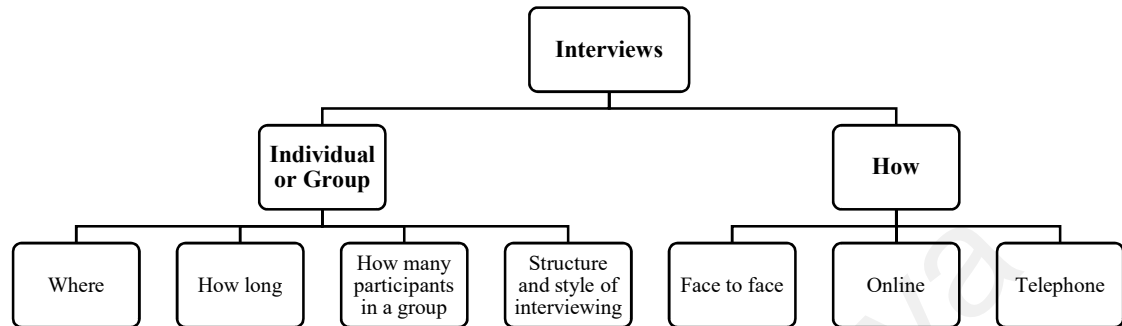 Interviews
Individual
or Group
How
Where
How long
How many
participants
in a group
Structure
and style of
interviewing
Face to face
Online
Telephone